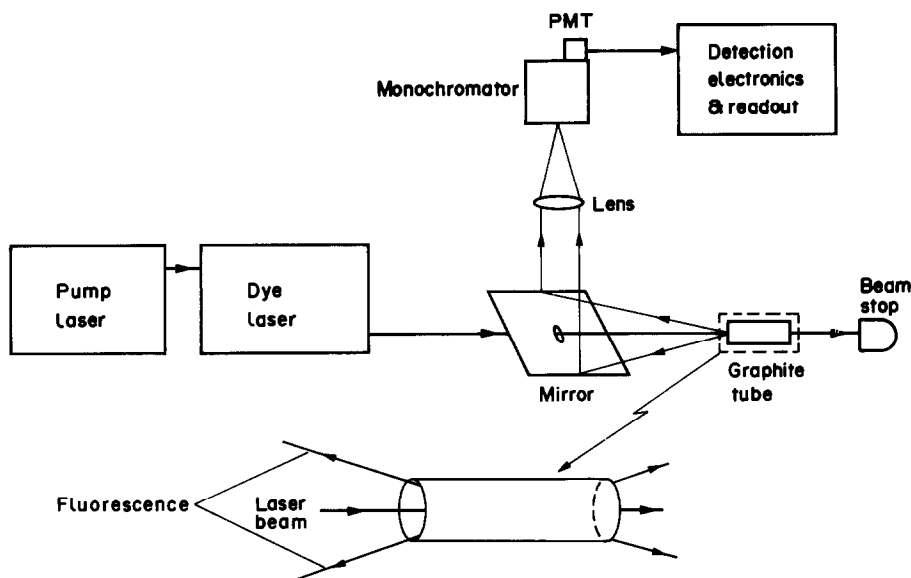 PMT
Detection
electronics
& readout
Monochromator
Lens
Pump
laser
Dye
laser
Beam
stop
Mirror
Graphite
tube
Fluorescence
Laser
beam